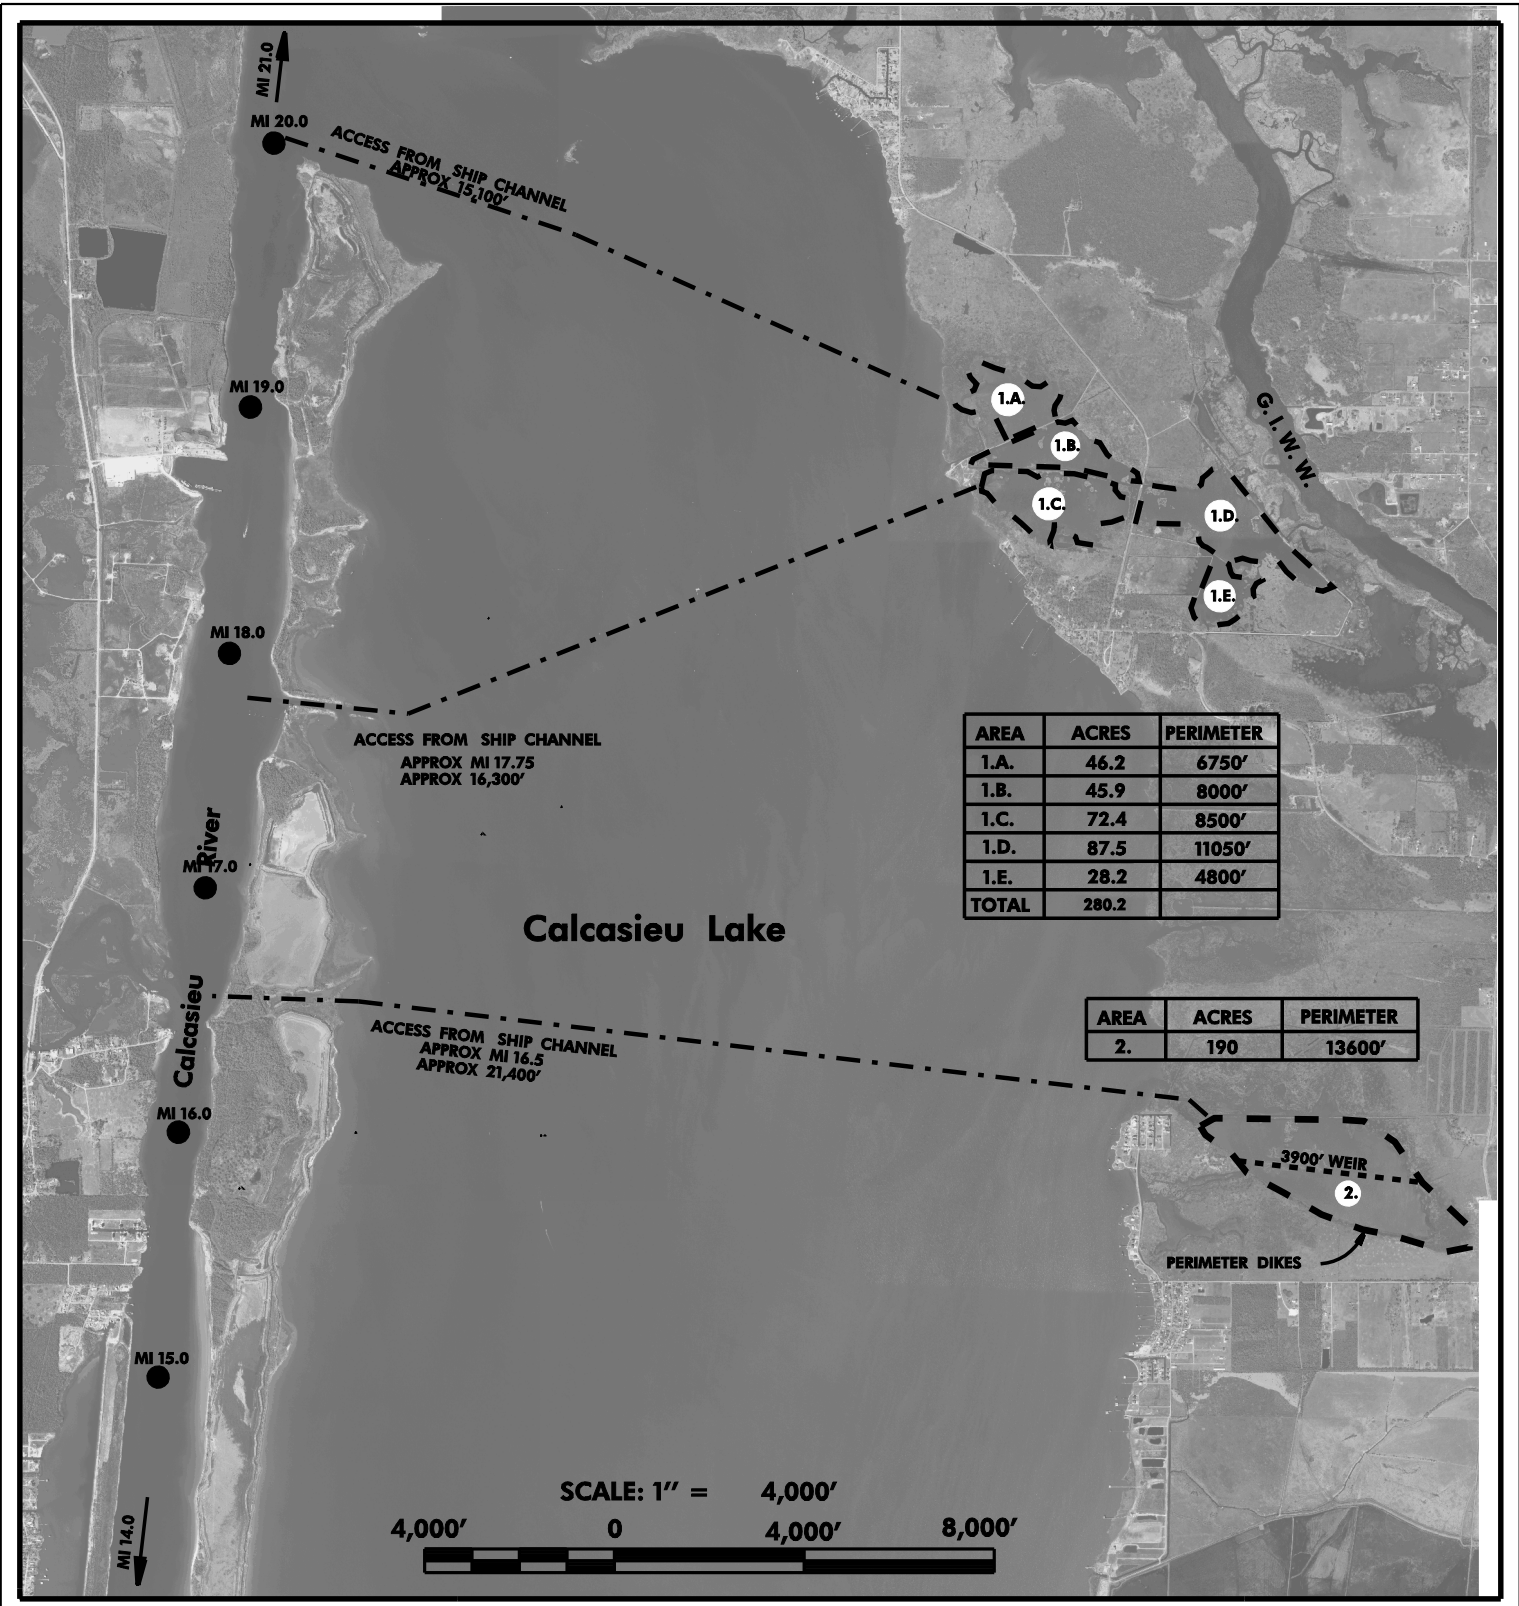 MI 21.0
MI 20.0
ACCESS FROM SHIP CHANNEL
APPROX 15,100'
MI 19.0
1.A.
1.B.
1.C.
1.D.
1.E.
G. I. W. W.
MI 18.0
ACCESS FROM SHIP CHANNEL
APPROX MI 17.75
APPROX 16,300'
AREA ACRES PERIMETER
1.A. 46.2 6750'
1.B. 45.9 8000'
1.C. 72.4 8500'
1.D. 87.5 11050'
1.E. 28.2 4800'
TOTAL 280.2
MI 17.0
Calcasieu River
Calcasieu Lake
ACCESS FROM SHIP CHANNEL
APPROX MI 16.5
APPROX 21,400'
AREA ACRES PERIMETER
2. 190 13600'
MI 16.0
3900' WEIR
2.
PERIMETER DIKES
MI 15.0
MI 14.0
SCALE: 1" = 4,000'
4,000' 0 4,000' 8,000'